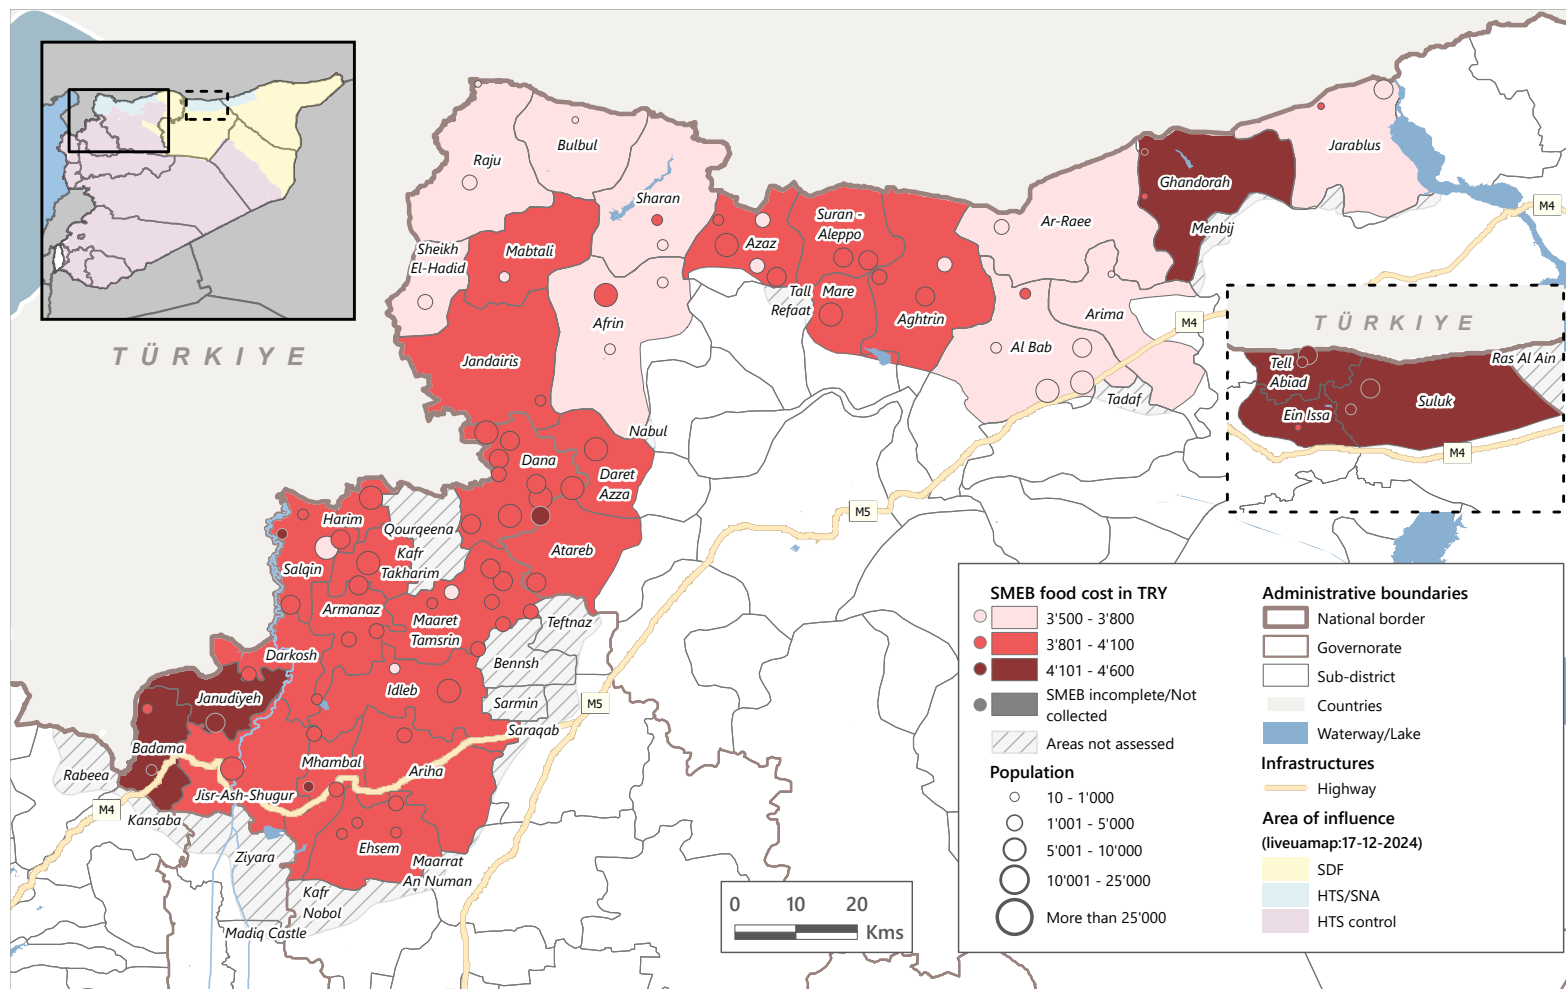 TÜRKIYE
Raju
Bulbul
Sharan
Sheikh
El-Hadid
Mabtali
Afrin
Jandairis
Azaz
Suran -
Aleppo
Tall
Refaat
Mare
Aghtrin
Ar-Raee
Al Bab
Arima
Tadaf
Ghandorah
Menbij
Jarablus
M4
M4
TÜRKIYE
Ras Al Ain
Tell
Abiad
Ein Issa
Suluk
M4
Nabul
Dana
Daret
Azza
Atareb
M5
Harim
Qourqeena
Kafr
Takharim
Salqin
Armanaz
Maaret
Tamsrin
Teftnaz
Bennsh
Sarmin
Saraqab
M5
Darkosh
Idleb
Janudiyeh
Badama
Rabeea
M4
Kansaba
Jisr-Ash-Shugur
Mhambal
Ariha
Ehsem
Ziyara
Maarrat
An Numan
Kafr
Nobol
Madiq Castle
0 10 20
Kms
SMEB food cost in TRY
3'500 - 3'800
3'801 - 4'100
4'101 - 4'600
SMEB incomplete/Not
collected
Areas not assessed
Population
10 - 1'000
1'001 - 5'000
5'001 - 10'000
10'001 - 25'000
More than 25'000
Administrative boundaries
National border
Governorate
Sub-district
Countries
Waterway/Lake
Infrastructures
Highway
Area of influence
(liveuamap:17-12-2024)
SDF
HTS/SNA
HTS control